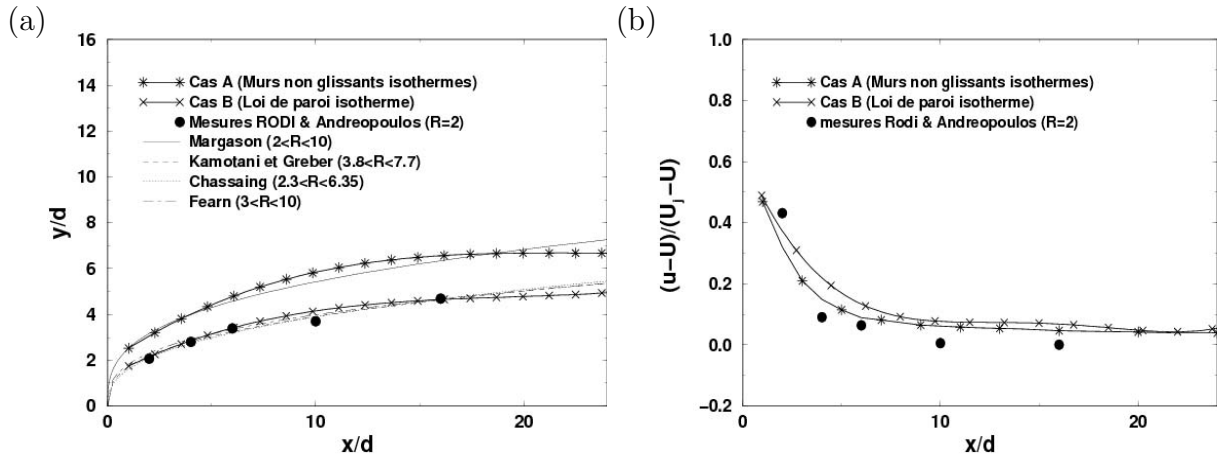 (a)
16
14
12
10
8
6
4
2
0
y/d
Cas A (Murs non glissants isothermes)
Cas B (Loi de paroi isotherme)
Mesures RODI & Andreopoulos (R=2)
Margason (2<R<10)
Kamotani et Greber (3.8<R<7.7)
Chassaing (2.3<R<6.35)
Fearn (3<R<10)
0 10 20
x/d
(b)
1.0
0.8
0.6
0.4
0.2
0.0
−0.2
(u−U)/(Uj−U)
Cas A (Murs non glissants isothermes)
Cas B (Loi de paroi isotherme)
mesures Rodi & Andreopoulos (R=2)
0 10 20
x/d